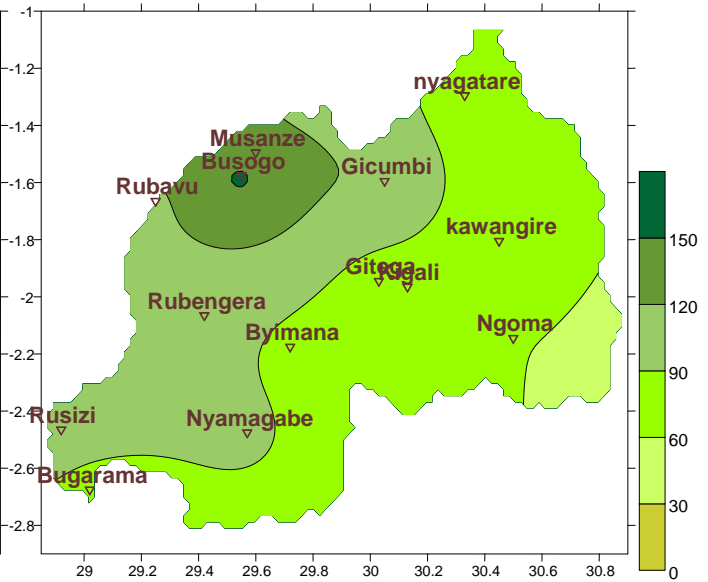 -1
-1.2
-1.4
-1.6
-1.8
-2
-2.2
-2.4
-2.6
-2.8
nyagatare
Musanze
Busogo
Gicumbi
Rubavu
kawangire
Gitega
Kigali
Rubengera
Byimana
Ngoma
Rusizi
Nyamagabe
Bugarama
150
120
90
60
30
0
29 29.2 29.4 29.6 29.8 30 30.2 30.4 30.6 30.8